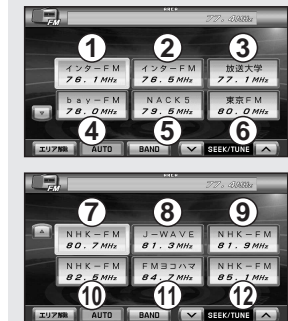 AREA
FM
77.4MHz
1 2 3
インターFM インターFM 放送大学
76.1MHz 76.5MHz 77.1MHz
bay-FM NACK5 東京FM
78.0MHz 79.5MHz 80.0MHz
4 5 6
エリア解除 AUTO BAND SEEK/TUNE
AREA
FM
77.4MHz
7 8 9
NHK-FM J-WAVE NHK-FM
80.7MHz 81.3MHz 81.9MHz
NHK-FM FMヨコハマ NHK-FM
82.5MHz 84.7MHz 85.1MHz
10 11 12
エリア解除 AUTO BAND SEEK/TUNE